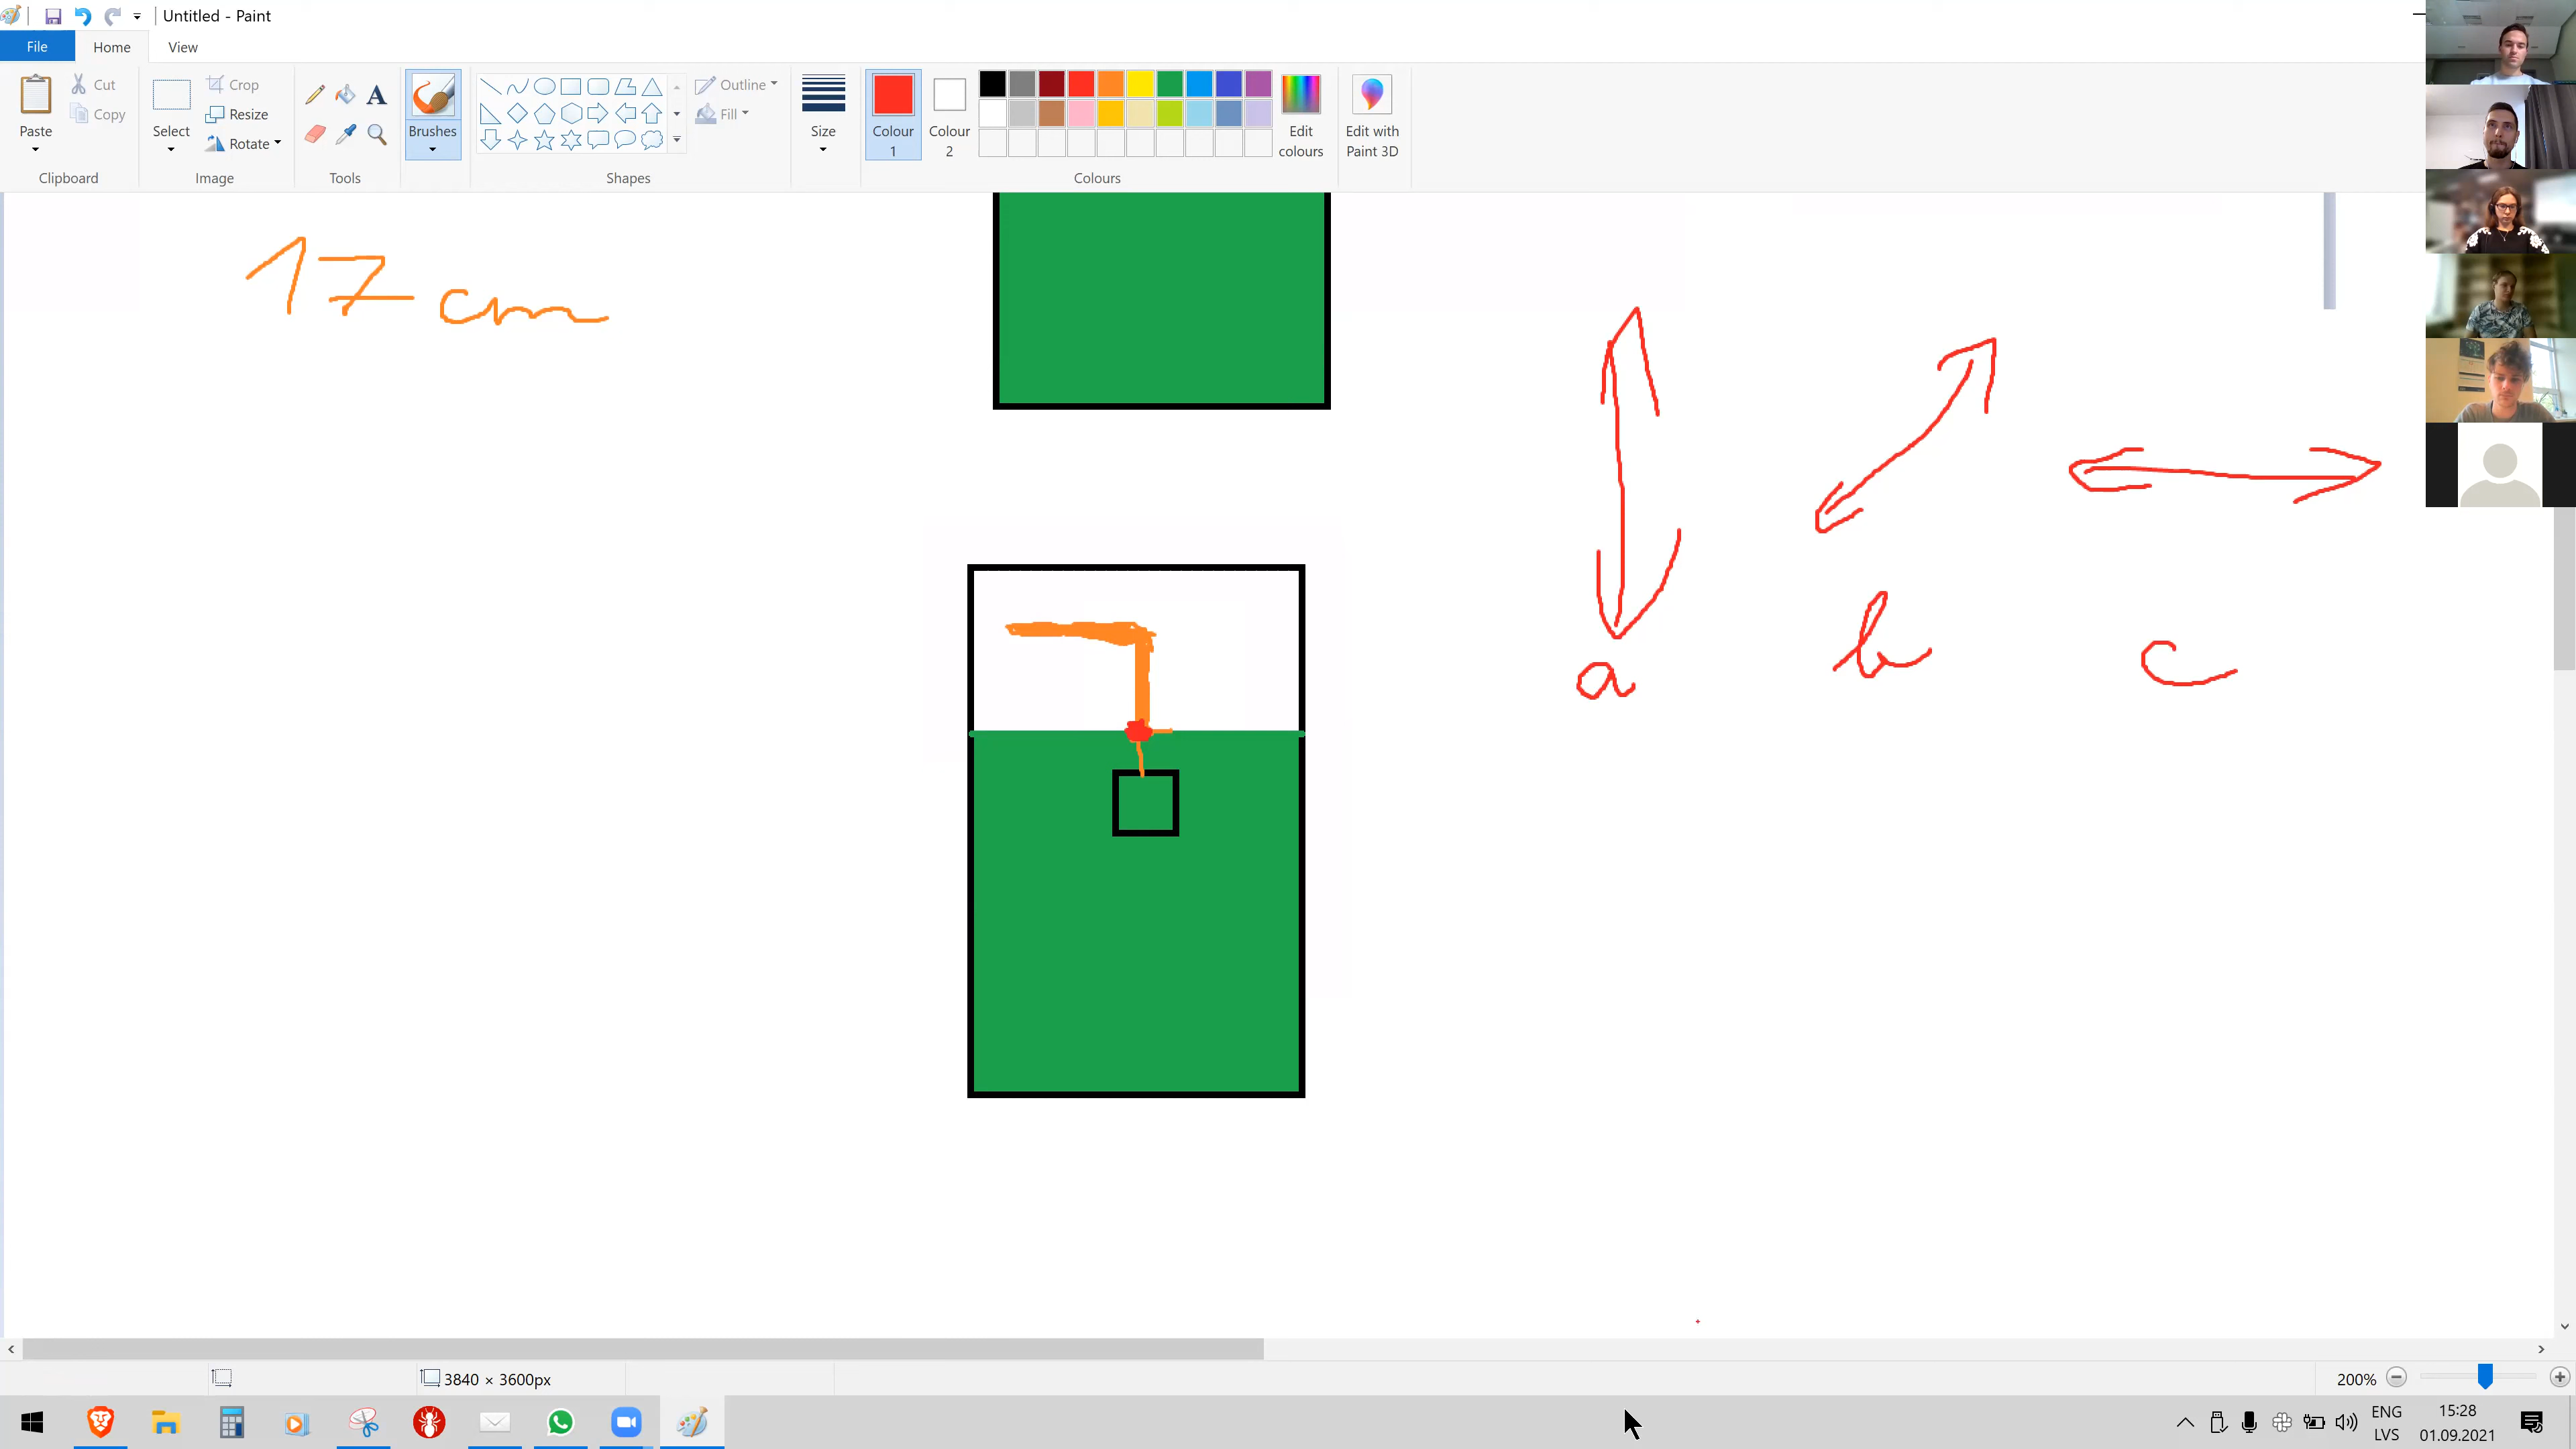 Untitled - Paint
File Home View
Paste
Cut
Copy
Clipboard
Select
Crop
Resize
Rotate
Image
Tools
Brushes
Shapes
Outline
Fill
Size
Colour 1
Colour 2
Colours
Edit colours
Edit with Paint 3D
17 cm
a b c
3840 × 3600px
200%
ENG
LVS
15:28
01.09.2021